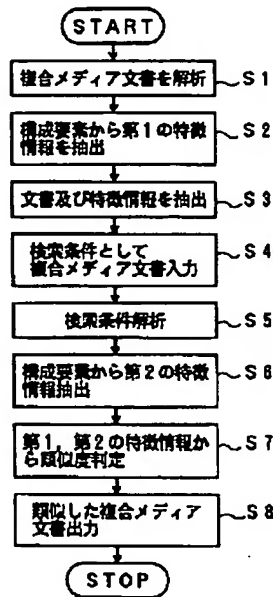 START
複合メディア文書を解析
S1
構成要素から第1の特徴
情報を抽出
S2
文書及び特徴情報を抽出
S3
検索条件として
複合メディア文書入力
S4
検索条件解析
S5
構成要素から第2の特徴
情報抽出
S6
第1,第2の特徴情報か
ら類似度判定
S7
類似した複合メディア
文書出力
S8
STOP